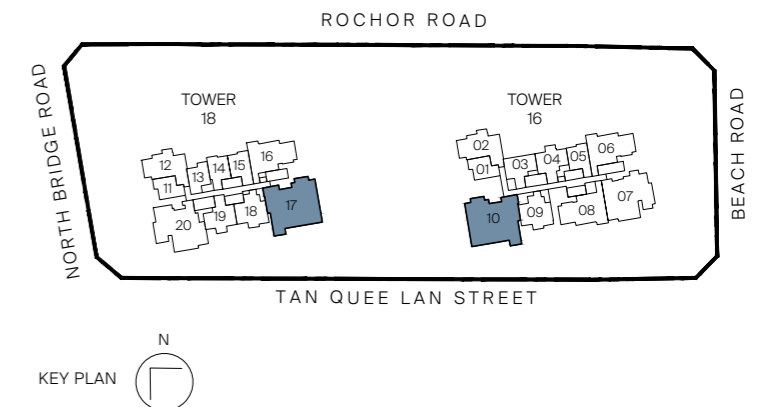 ROCHOR ROAD
NORTH BRIDGE ROAD
TOWER
18
TOWER
16
BEACH ROAD
12
11
13
14
15
16
17
18
19
20
02
01
03
04
05
06
07
08
09
10
TAN QUEE LAN STREET
KEY PLAN
N